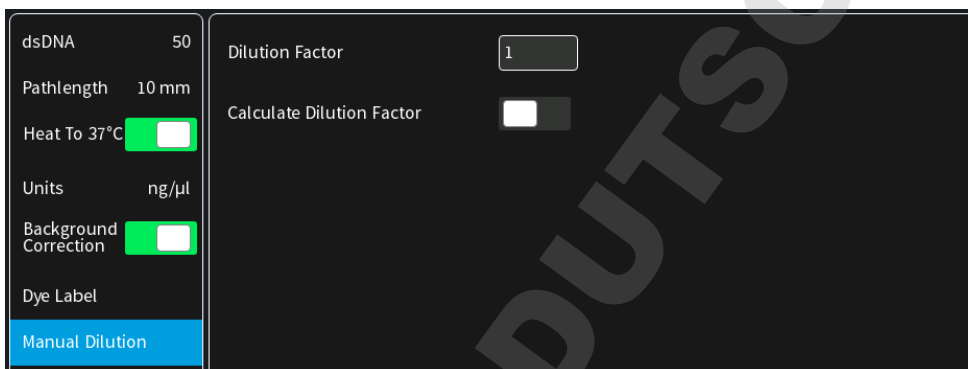 dsDNA 50
Pathlength 10 mm
Heat To 37°C
Units ng/µl
Background
Correction
Dye Label
Manual Dilution
Dilution Factor 1
Calculate Dilution Factor
DUTSC